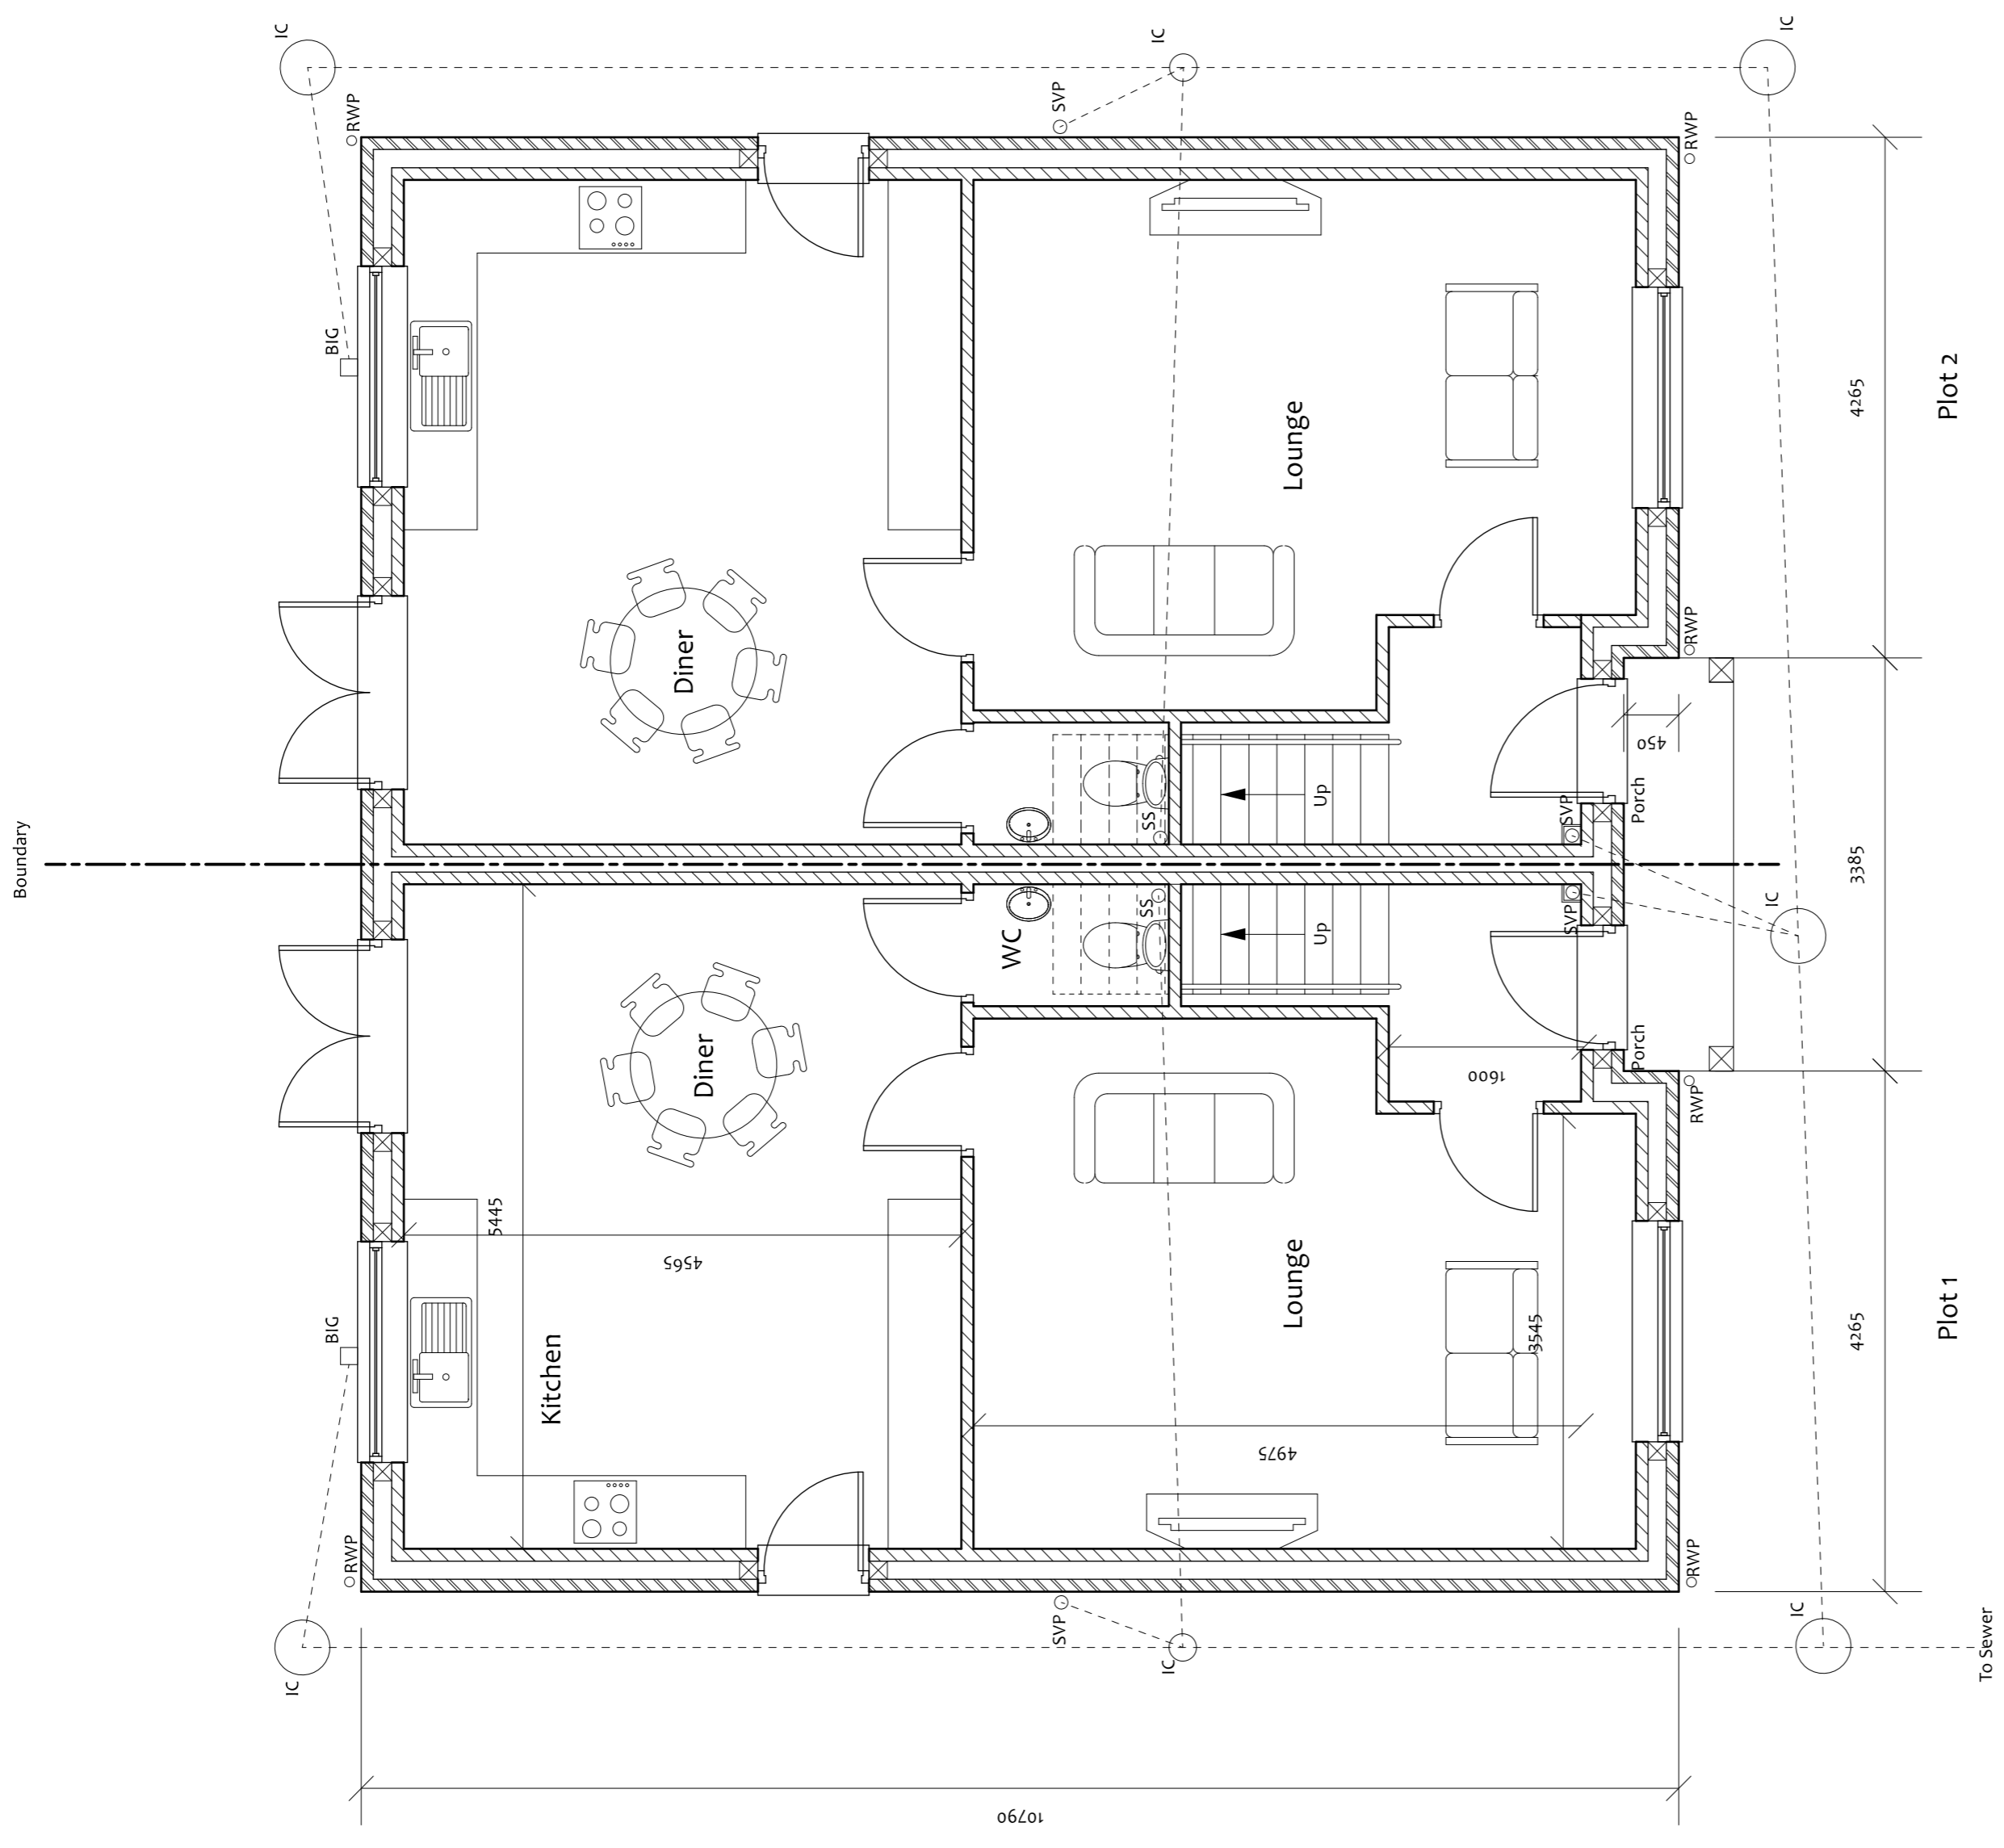 Boundary
IC
IC
IC
RWP
SVP
RWP
BIG
Diner
Lounge
RWP
4265
Plot 2
450
SS
Up
SVP
Porch
3385
WC
SS
Up
SVP
IC
Diner
1600
Porch
RWP
5445
4565
Kitchen
BIG
Lounge
3545
4975
4265
Plot 1
RWP
RWP
SVP
IC
IC
IC
To Sewer
10790